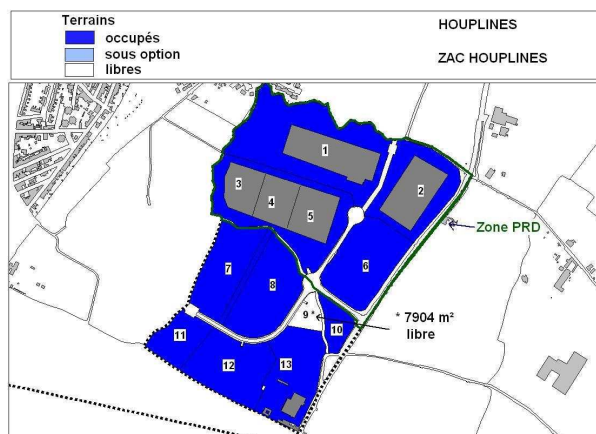 Terrains
occupés
sous option
libres
HOUPLINES
ZAC HOUPLINES
1
2
3
4
5
Zone PRD
6
7
8
* 7904 m²
libre
9 *
10
11
12
13